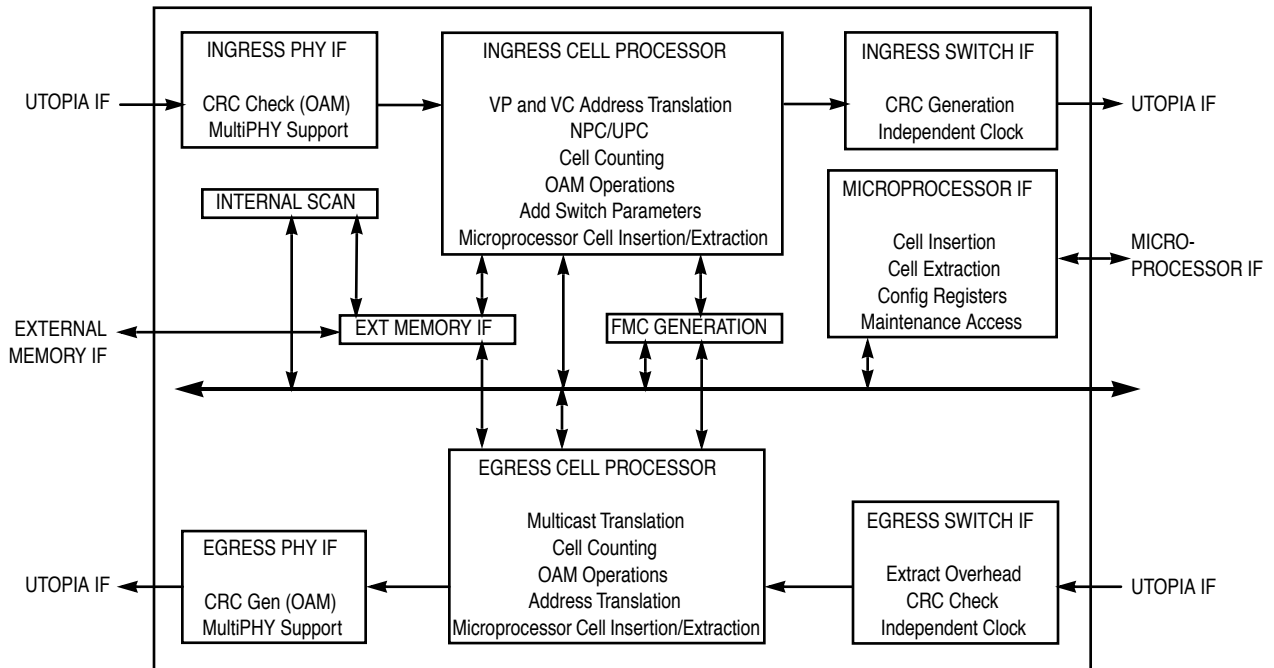 INGRESS PHY IF
CRC Check (OAM)
MultiPHY Support
INGRESS CELL PROCESSOR
VP and VC Address Translation
NPC/UPC
Cell Counting
OAM Operations
Add Switch Parameters
Microprocessor Cell Insertion/Extraction
INGRESS SWITCH IF
CRC Generation
Independent Clock
UTOPIA IF
UTOPIA IF
INTERNAL SCAN
MICROPROCESSOR IF
Cell Insertion
Cell Extraction
Config Registers
Maintenance Access
MICRO-
PROCESSOR IF
EXTERNAL
MEMORY IF
EXT MEMORY IF
FMC GENERATION
EGRESS CELL PROCESSOR
Multicast Translation
Cell Counting
OAM Operations
Address Translation
Microprocessor Cell Insertion/Extraction
EGRESS PHY IF
CRC Gen (OAM)
MultiPHY Support
EGRESS SWITCH IF
Extract Overhead
CRC Check
Independent Clock
UTOPIA IF
UTOPIA IF